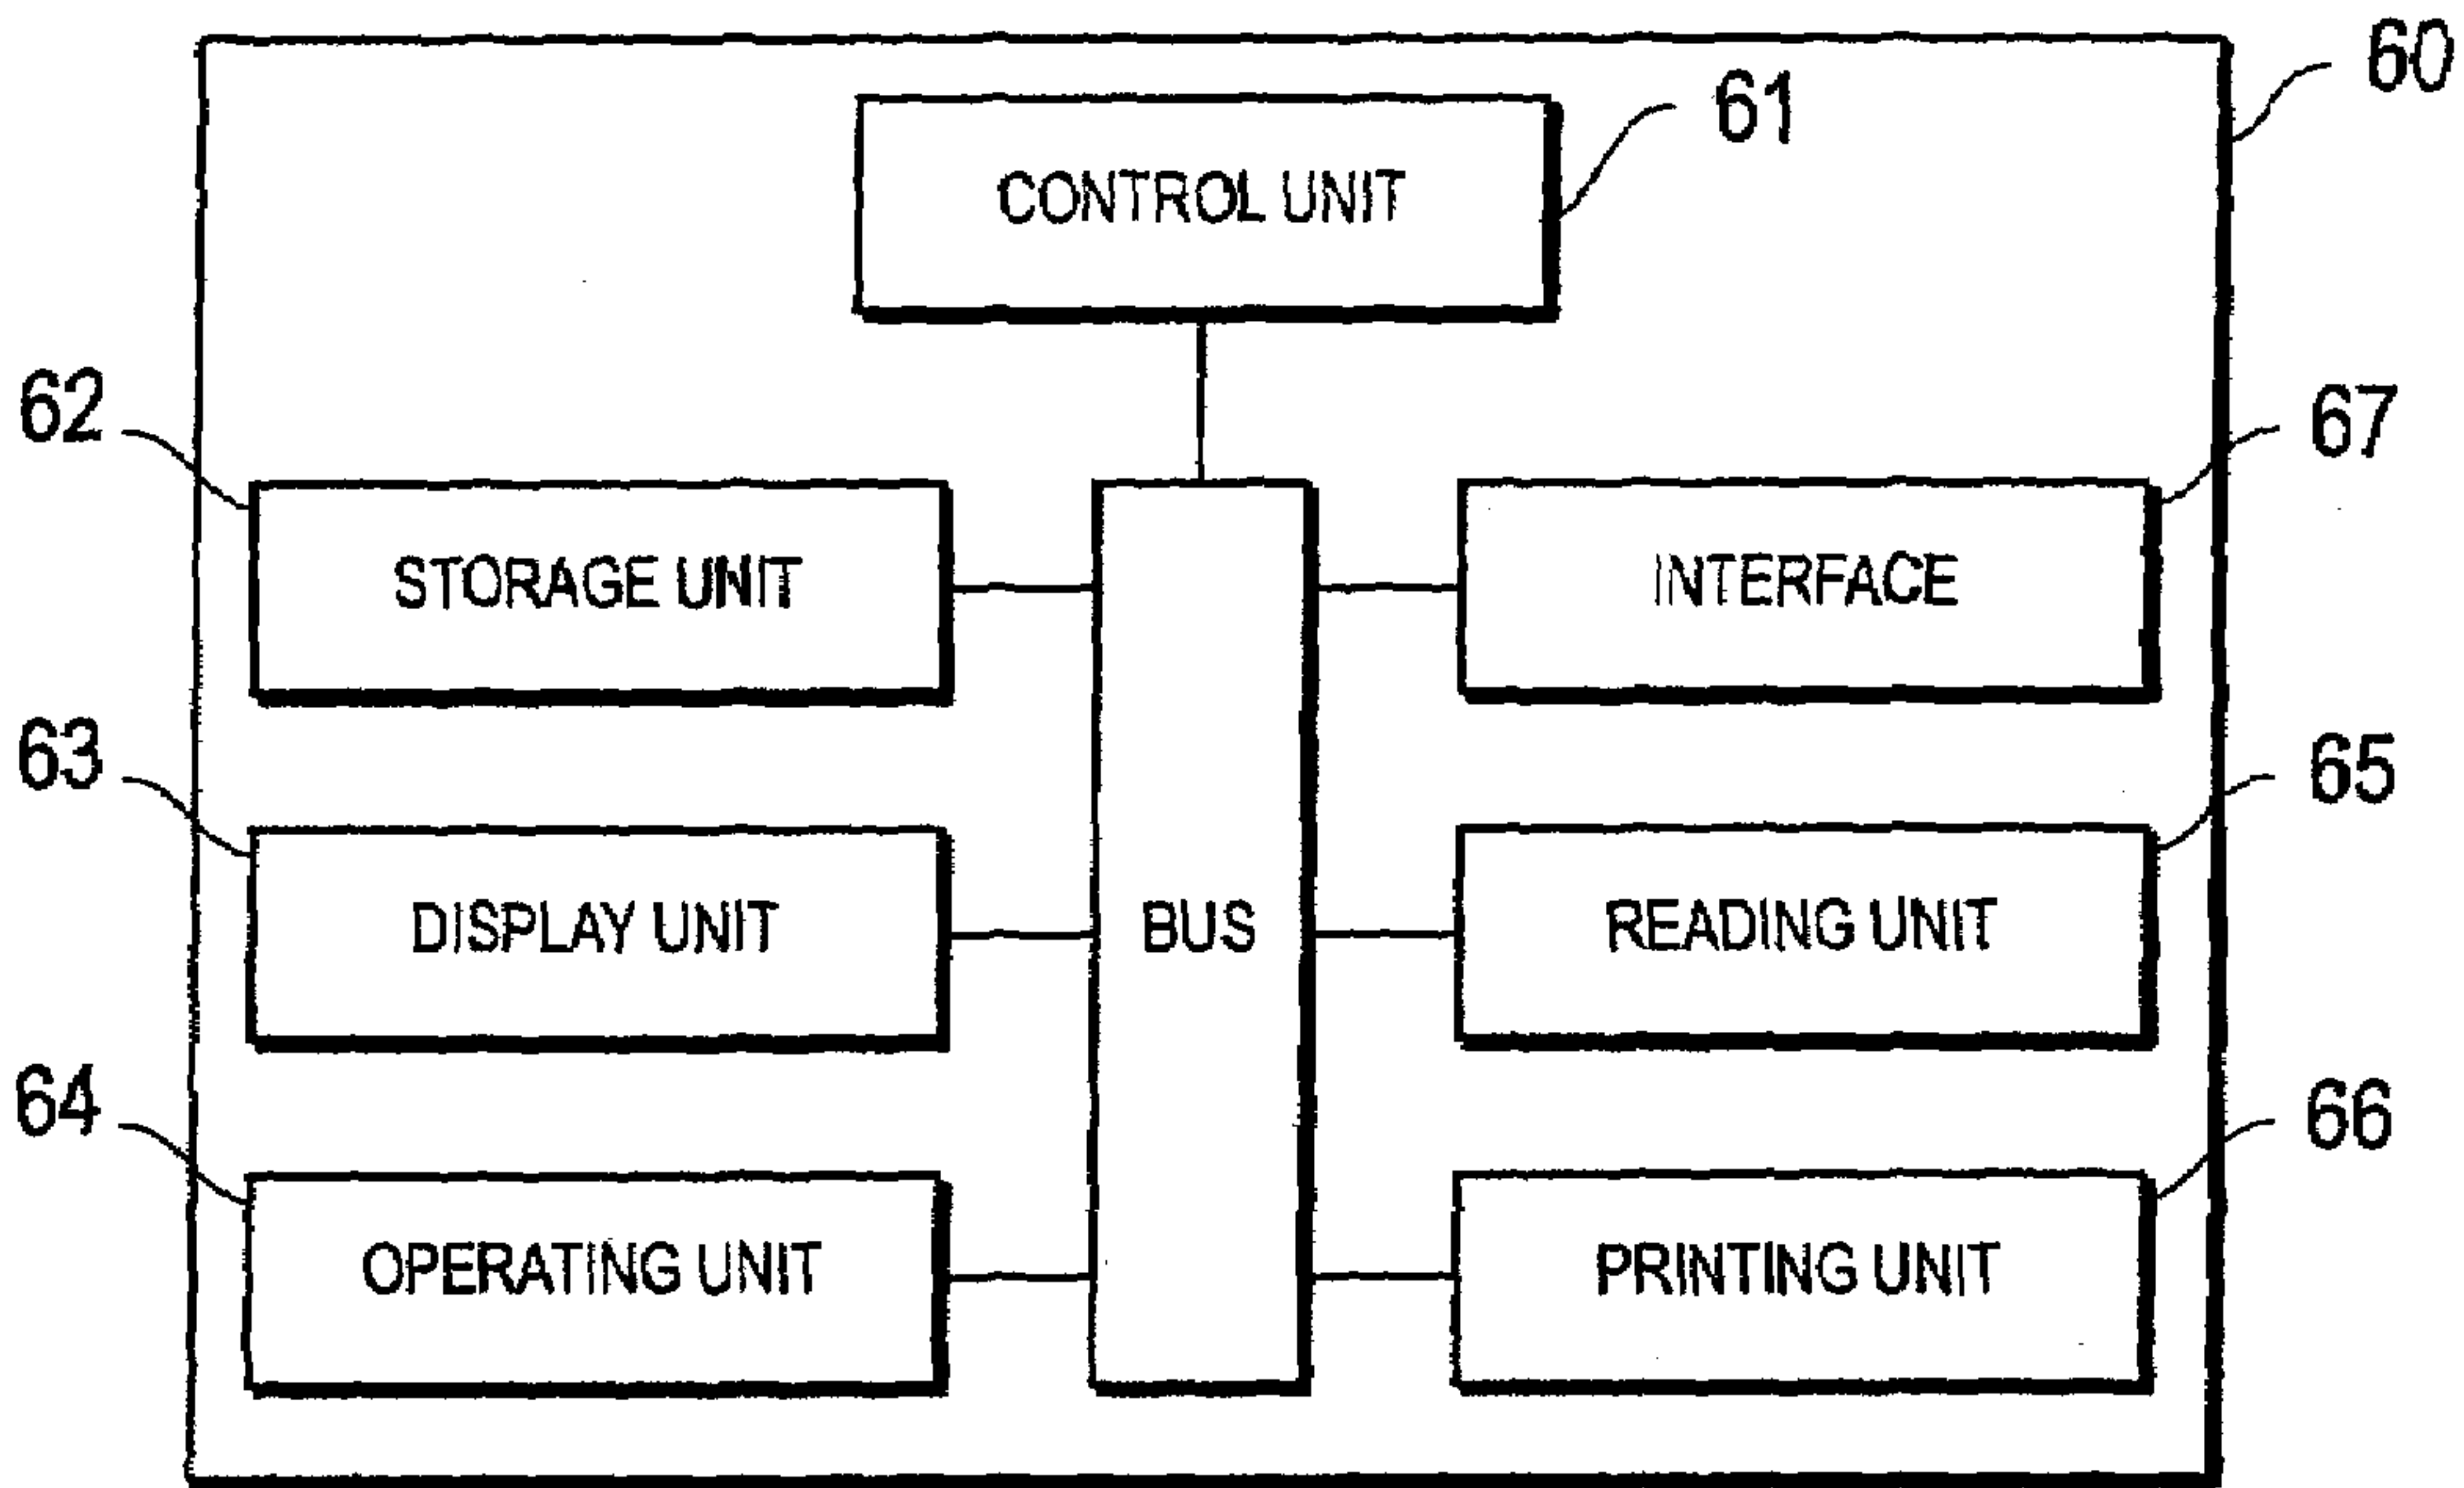 60
61
CONTROL UNIT
62
67
STORAGE UNIT
INTERFACE
63
65
DISPLAY UNIT
BUS
READING UNIT
64
66
OPERATING UNIT
PRINTING UNIT